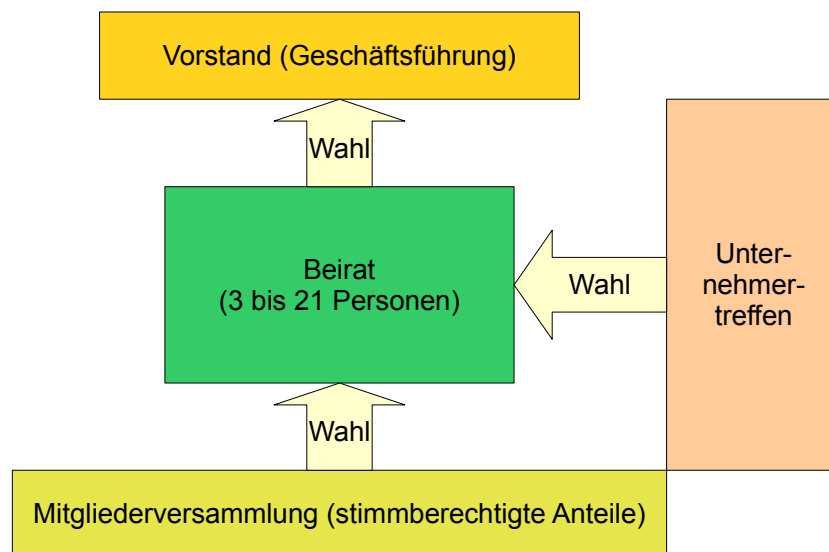 Vorstand (Geschäftsführung)
Wahl
Beirat
(3 bis 21 Personen)
Wahl
Unter-
nehmer-
treffen
Wahl
Mitgliederversammlung (stimmberechtigte Anteile)